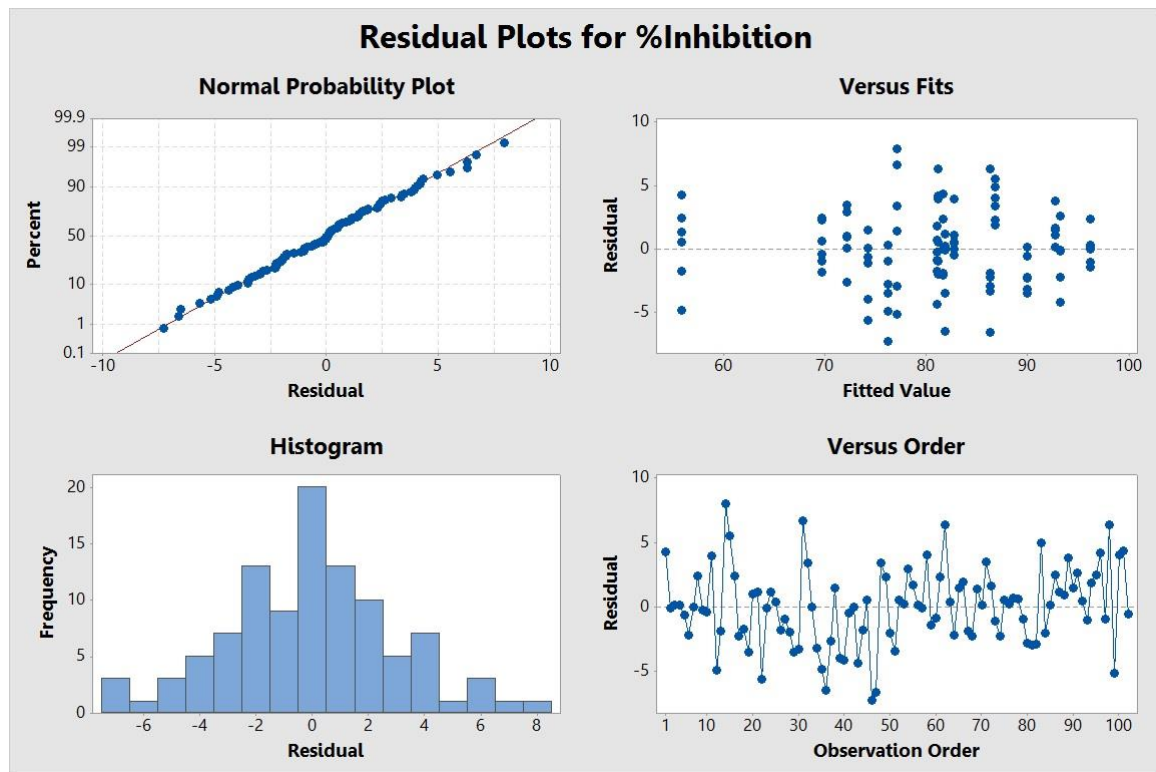 Residual Plots for %Inhibition
Normal Probability Plot
99.9
99
90
50
10
1
0.1
Percent
-10 -5 0 5 10
Residual
Versus Fits
10
5
0
-5
Residual
60 70 80 90 100
Fitted Value
Histogram
20
15
10
5
0
Frequency
-6 -4 -2 0 2 4 6 8
Residual
Versus Order
10
5
0
-5
Residual
1 10 20 30 40 50 60 70 80 90 100
Observation Order